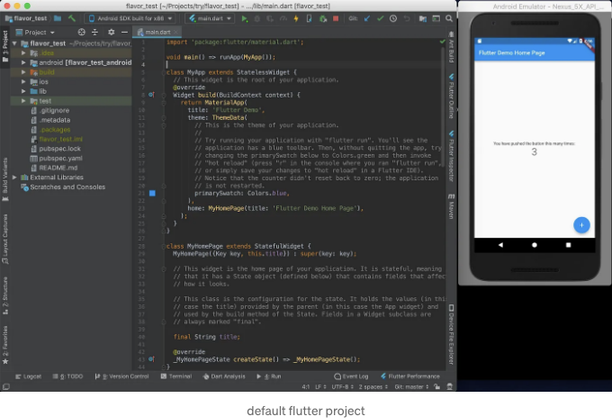 flavor_test [~/Projects/try/flavor_test] - .../lib/main.dart [flavor_test]
flavor_test
lib
main.dart
Android SDK built for x86
main.dart
Project
main.dart
flavor_test ~/Projects/try/flavor_test
.idea
android [flavor_test_android]
build
ios
lib
test
.gitignore
.metadata
.packages
flavor_test.iml
pubspec.lock
pubspec.yaml
README.md
External Libraries
Scratches and Consoles
1: Project
Build Variants
Layout Captures
Z: Structure
2: Favorites
import 'package:flutter/material.dart';
void main() => runApp(MyApp());
class MyApp extends StatelessWidget {
// This widget is the root of your application.
@override
Widget build(BuildContext context) {
return MaterialApp(
title: 'Flutter Demo',
theme: ThemeData(
// This is the theme of your application.
//
// Try running your application with "flutter run". You'll see the
// application has a blue toolbar. Then, without quitting the app, try
// changing the primarySwatch below to Colors.green and then invoke
// "hot reload" (press "r" in the console where you ran "flutter run",
// or simply save your changes to "hot reload" in a Flutter IDE).
// Notice that the counter didn't reset back to zero; the application
// is not restarted.
primarySwatch: Colors.blue,
),
home: MyHomePage(title: 'Flutter Demo Home Page'),
);
}
}
class MyHomePage extends StatefulWidget {
MyHomePage({Key key, this.title}) : super(key: key);
// This widget is the home page of your application. It is stateful, meaning
// that it has a State object (defined below) that contains fields that affec
// how it looks.
// This class is the configuration for the state. It holds the values (in thi
// case the title) provided by the parent (in this case the App widget) and
// used by the build method of the State. Fields in a Widget subclass are
// always marked "final".
final String title;
@override
_MyHomePageState createState() => _MyHomePageState();
}
Flutter Outline
Flutter Inspector
Maven
Device File Explorer
Logcat
6: TODO
9: Version Control
Terminal
Dart Analysis
4: Run
Event Log
Flutter Performance
4:1 LF UTF-8 2 spaces Git: master
Android Emulator - Nexus_5X_API_...
Flutter Demo Home Page
You have pushed the button this many times:
3
+
default flutter project